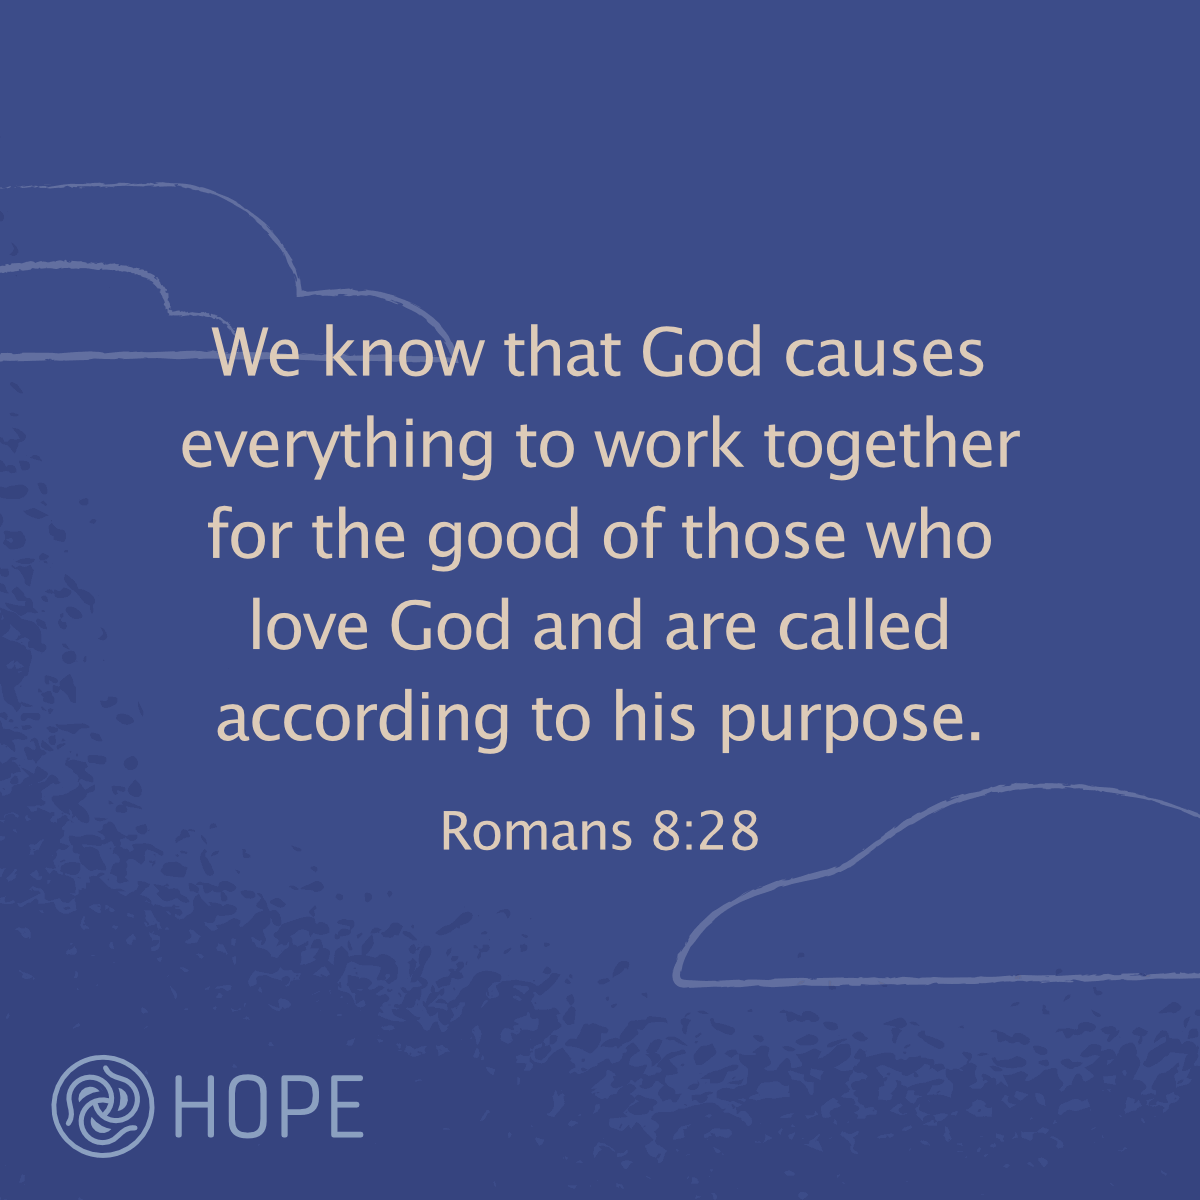 We know that God causes
everything to work together
for the good of those who
love God and are called
according to his purpose.
Romans 8:28
HOPE